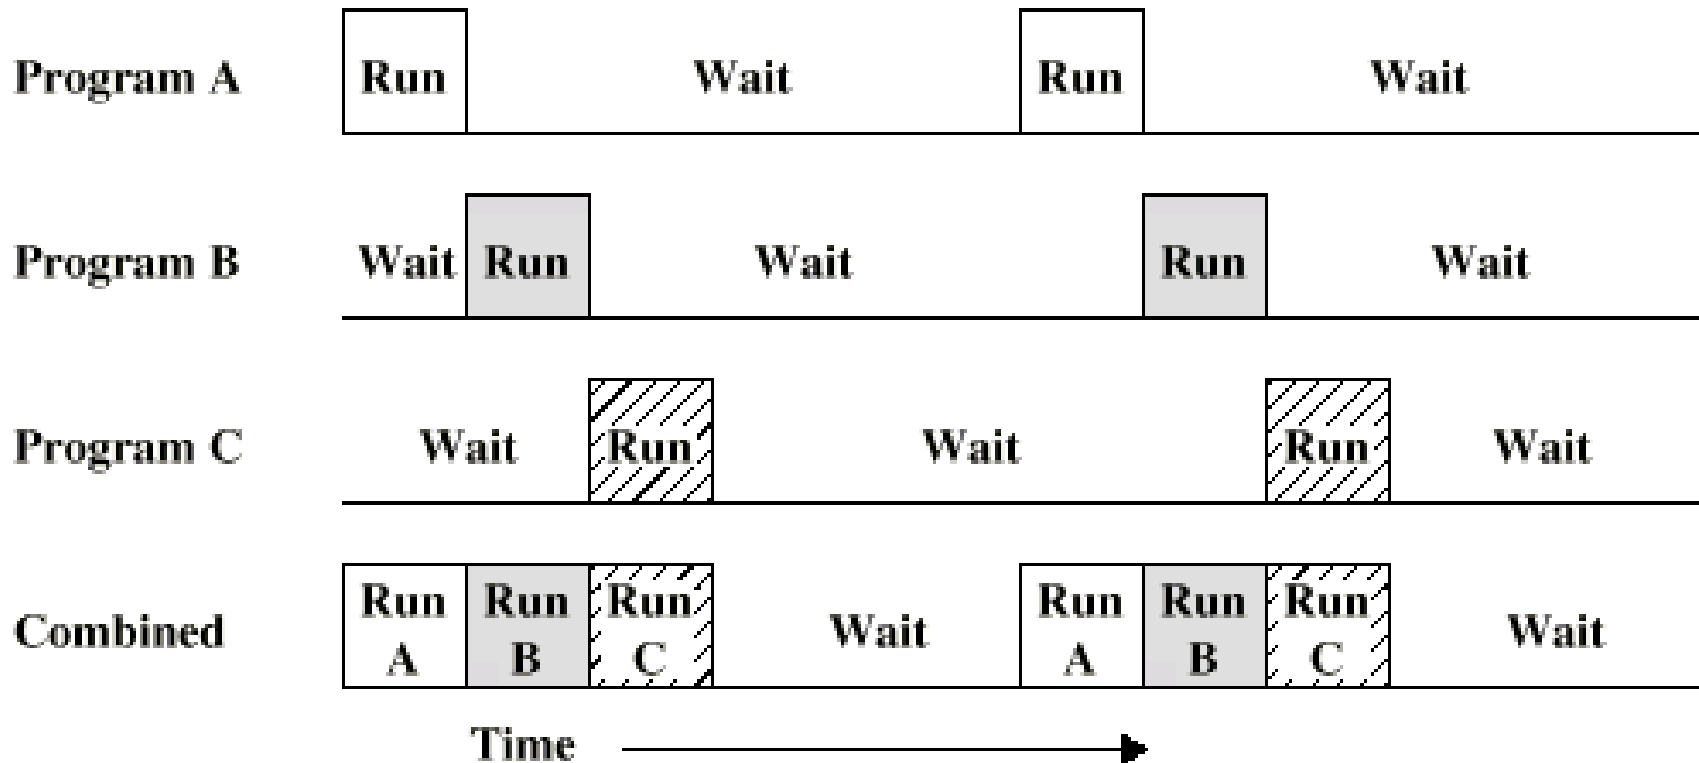 Program A Run Wait Run Wait
Program B Wait Run Wait Run Wait
Program C Wait Run Wait Run Wait
Combined Run A Run B Run C Wait Run A Run B Run C Wait
Time